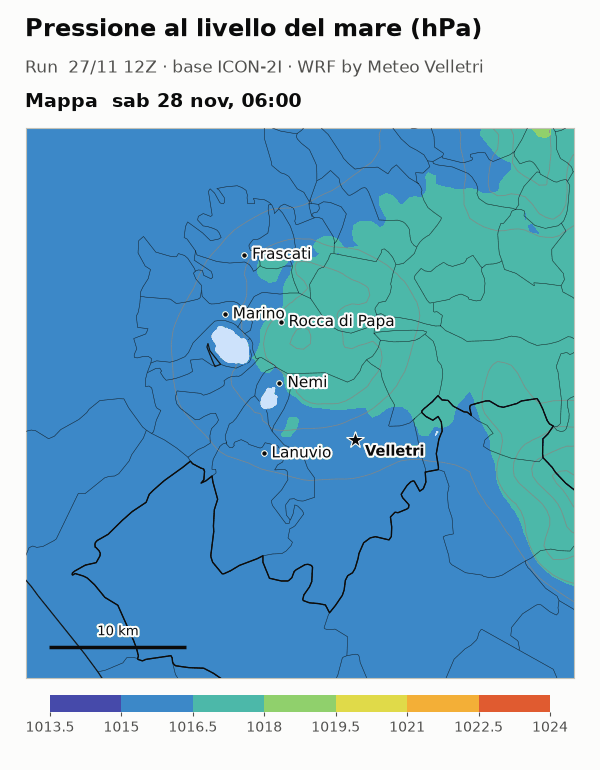 Pressione al livello del mare (hPa)
Run  27/11 12Z · base ICON-2I · WRF by Meteo Velletri
Mappa  sab 28 nov, 06:00
Frascati
Marino
Rocca di Papa
Nemi
Velletri
Lanuvio
10 km
1013.5 1015 1016.5 1018 1019.5 1021 1022.5 1024